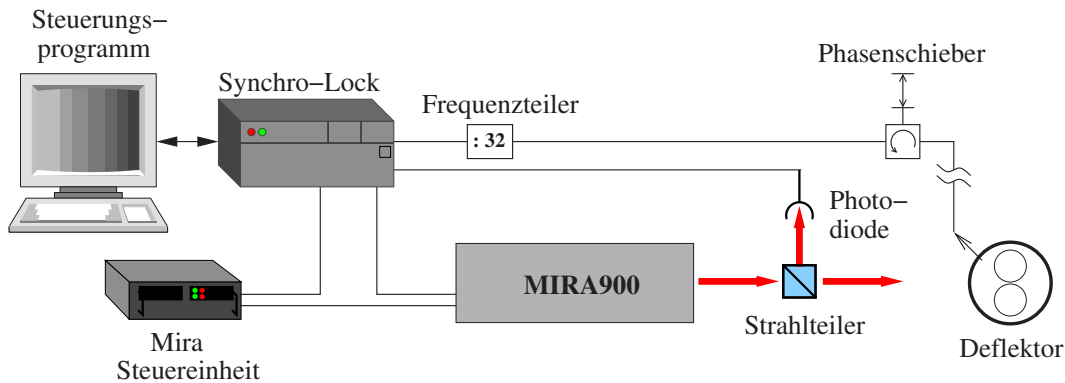 Steuerungs-
programm
Synchro-Lock
Frequenzteiler
: 32
Phasenschieber
Photo-
diode
MIRA900
Strahlteiler
Deflektor
Mira
Steuereinheit